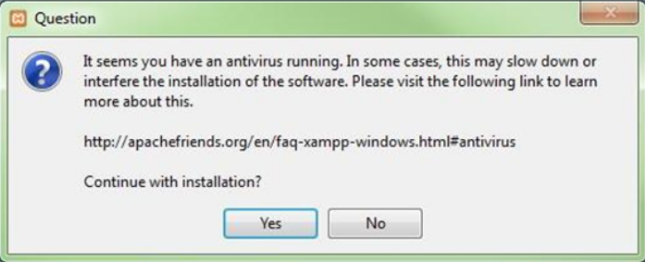 Question
It seems you have an antivirus running. In some cases, this may slow down or
interfere the installation of the software. Please visit the following link to learn
more about this.
http://apachefriends.org/en/faq-xampp-windows.html#antivirus
Continue with installation?
Yes No